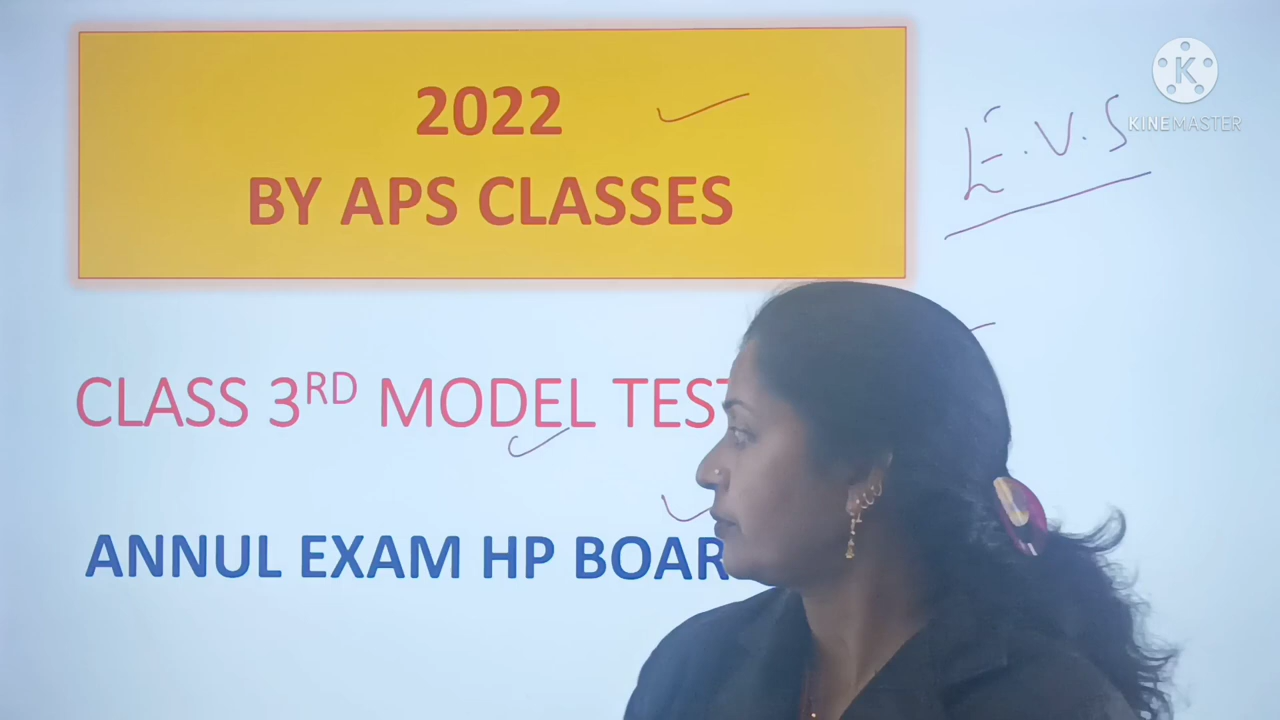 2022
BY APS CLASSES
E.V.S
K
KINEMASTER
CLASS 3RD MODEL TEST
ANNUL EXAM HP BOAR